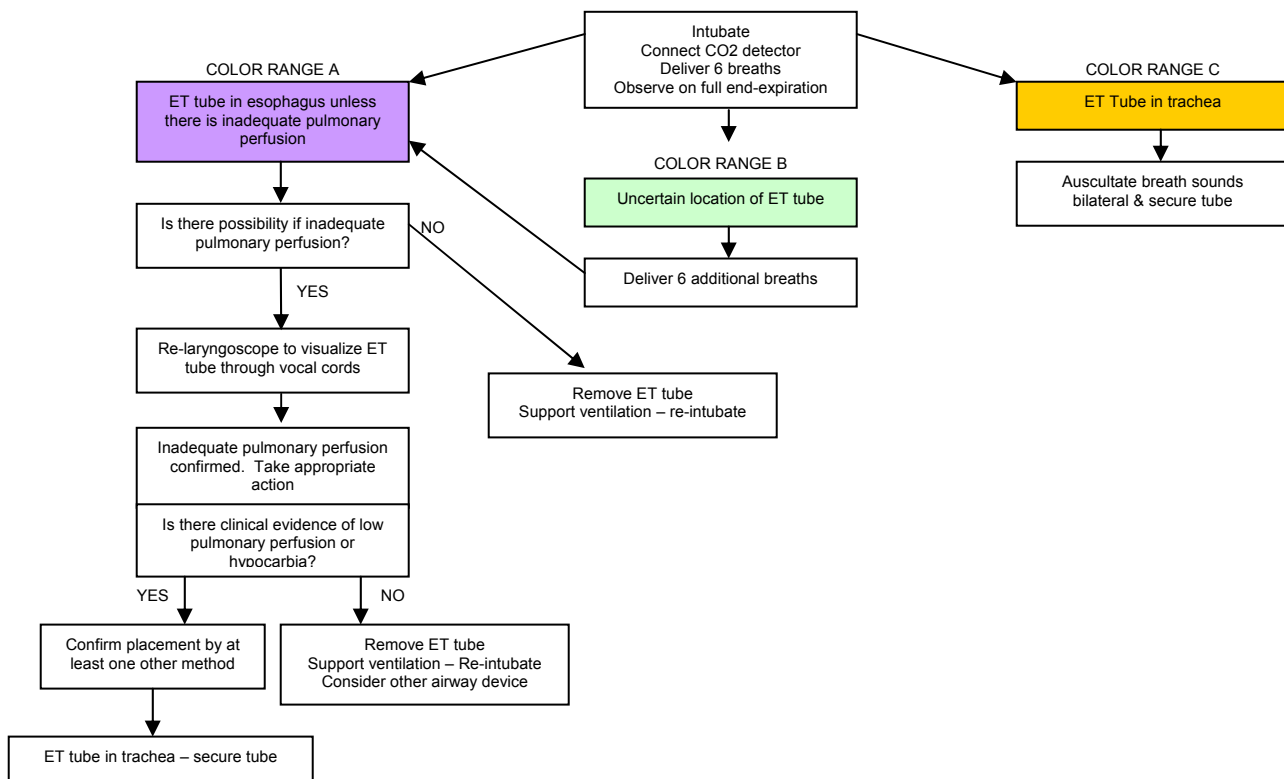 Intubate
Connect CO2 detector
Deliver 6 breaths
Observe on full end-expiration
COLOR RANGE A
ET tube in esophagus unless
there is inadequate pulmonary
perfusion
COLOR RANGE C
ET Tube in trachea
COLOR RANGE B
Uncertain location of ET tube
Auscultate breath sounds
bilateral & secure tube
Is there possibility if inadequate
pulmonary perfusion?
NO
Deliver 6 additional breaths
YES
Re-laryngoscope to visualize ET
tube through vocal cords
Remove ET tube
Support ventilation – re-intubate
Inadequate pulmonary perfusion
confirmed. Take appropriate
action
Is there clinical evidence of low
pulmonary perfusion or
hypocarbia?
YES
NO
Confirm placement by at
least one other method
Remove ET tube
Support ventilation – Re-intubate
Consider other airway device
ET tube in trachea – secure tube